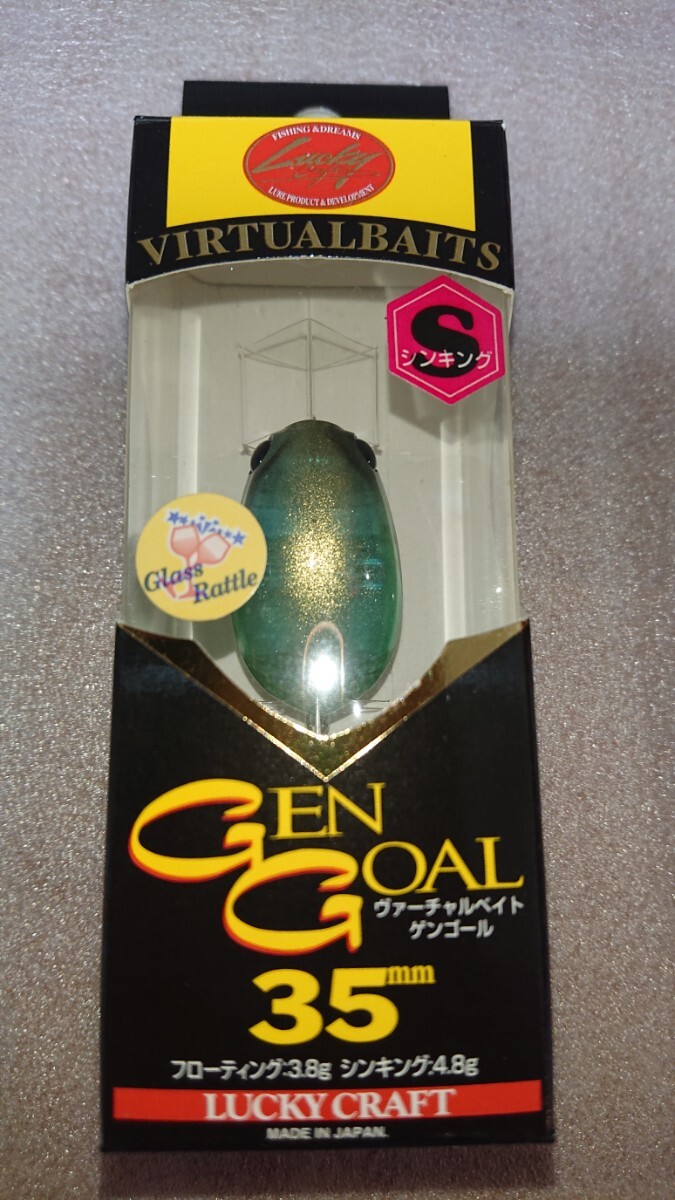 FISHING & DREAMS
Lucky Craft
LURE PRODUCT & DEVELOPMENT
VIRTUALBAITS
S
シンキング
Glass
Rattle
GEN
GOAL
ヴァーチャルベイト
ゲンゴール
35mm
フローティング:3.8g シンキング:4.8g
LUCKY CRAFT
MADE IN JAPAN.